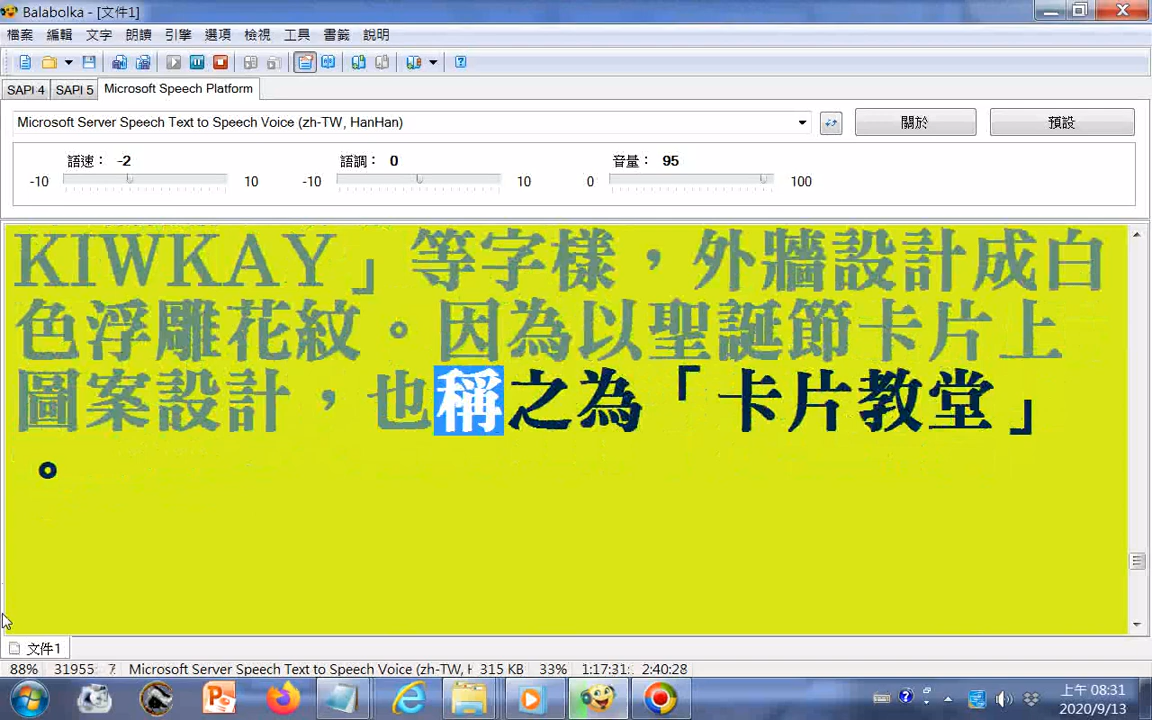 Balabolka - [文件1]
檔案 編輯 文字 朗讀 引擎 選項 檢視 工具 書籤 說明
SAPI 4 SAPI 5 Microsoft Speech Platform
Microsoft Server Speech Text to Speech Voice (zh-TW, HanHan) 關於 預設
語速： -2 語調： 0 音量： 95
-10 10 -10 10 0 100
KIWKAY」等字樣，外牆設計成白
色浮雕花紋。因為以聖誕節卡片上
圖案設計，也稱之為「卡片教堂」
。
文件1
88% 31955: 7 Microsoft Server Speech Text to Speech Voice (zh-TW, H 315 KB 33% 1:17:31: 2:40:28
上午 08:31
2020/9/13